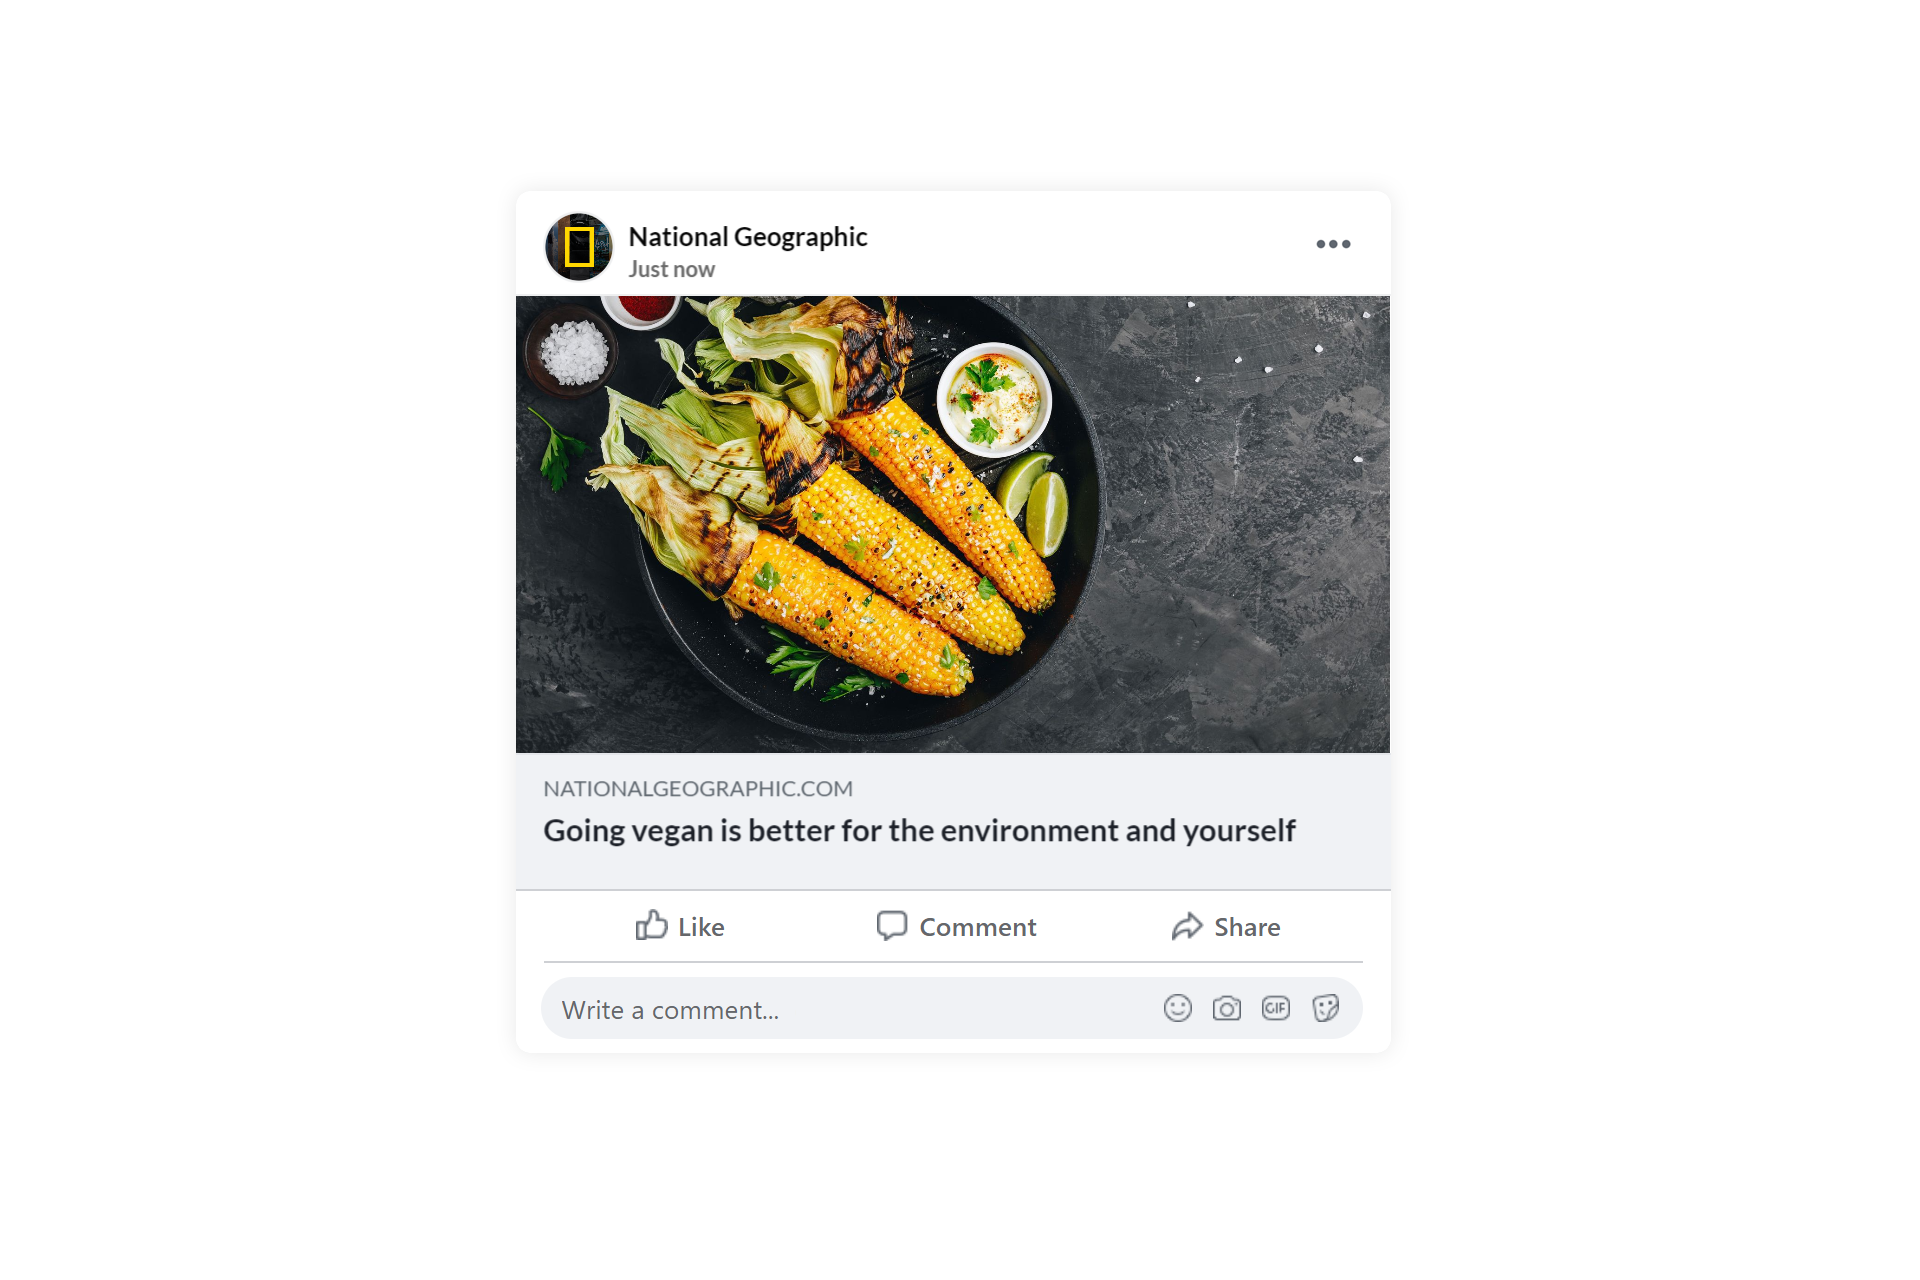 National Geographic
Just now
NATIONALGEOGRAPHIC.COM
Going vegan is better for the environment and yourself
Like
Comment
Share
Write a comment...
GIF